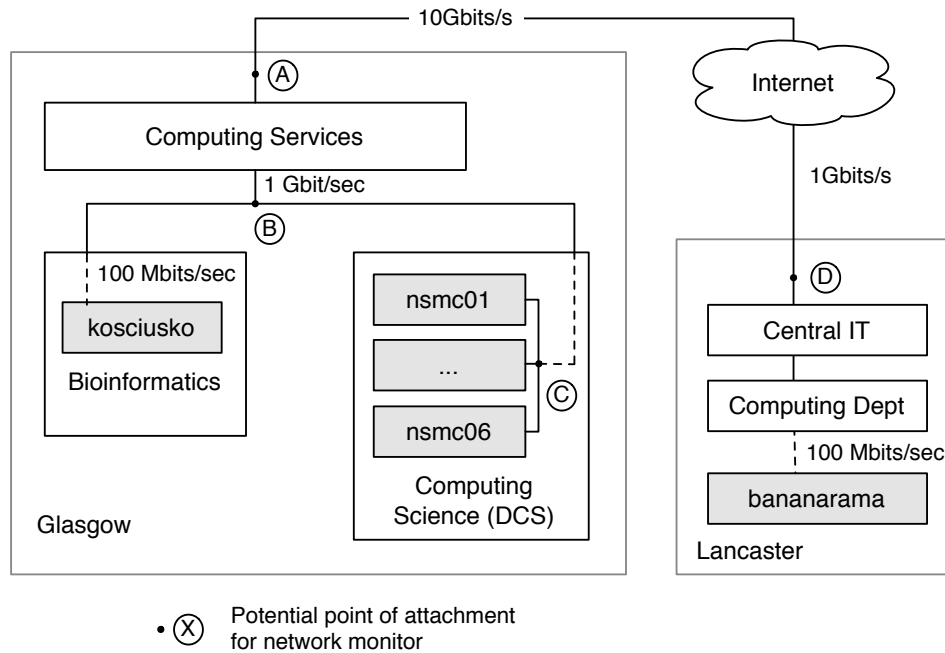 10Gbits/s
A
Internet
Computing Services
1 Gbit/sec
1Gbits/s
B
100 Mbits/sec
kosciusko
Bioinformatics
nsmc01
...
C
nsmc06
Computing
Science (DCS)
Glasgow
D
Central IT
Computing Dept
100 Mbits/sec
bananarama
Lancaster
X
Potential point of attachment
for network monitor